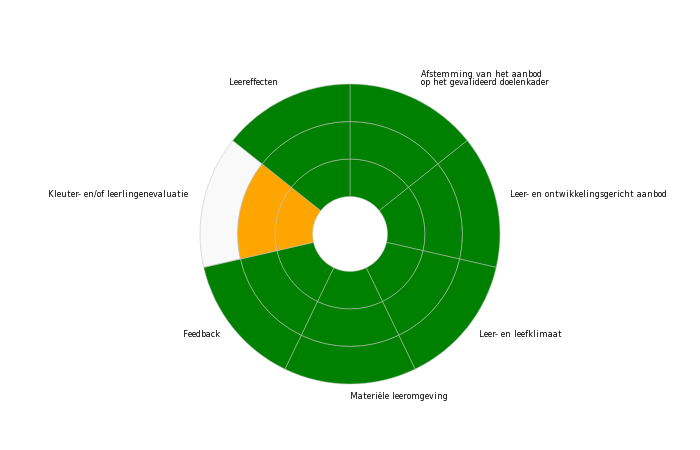 Afstemming van het aanbod
op het gevalideerd doelenkader
Leereffecten
Kleuter- en/of leerlingenevaluatie
Leer- en ontwikkelingsgericht aanbod
Feedback
Leer- en leefklimaat
Materiële leeromgeving